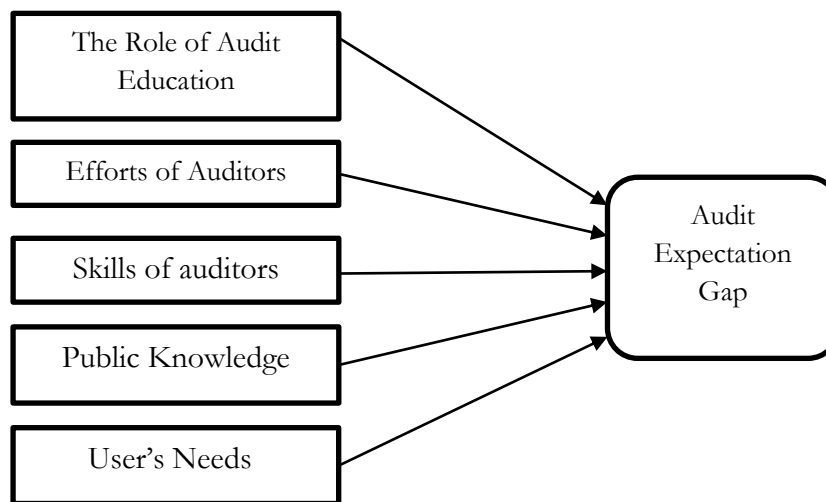 The Role of Audit
Education
Efforts of Auditors
Skills of auditors
Public Knowledge
User’s Needs
Audit
Expectation
Gap